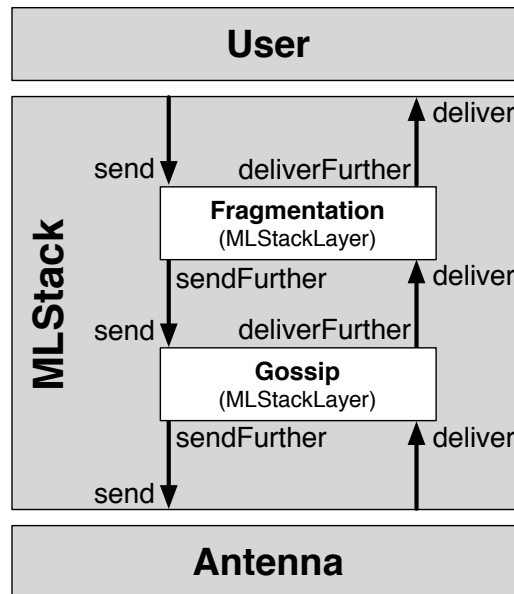 User
deliver
send
deliverFurther
Fragmentation
(MLStackLayer)
MLStack
sendFurther
deliver
send
deliverFurther
Gossip
(MLStackLayer)
sendFurther
deliver
send
Antenna